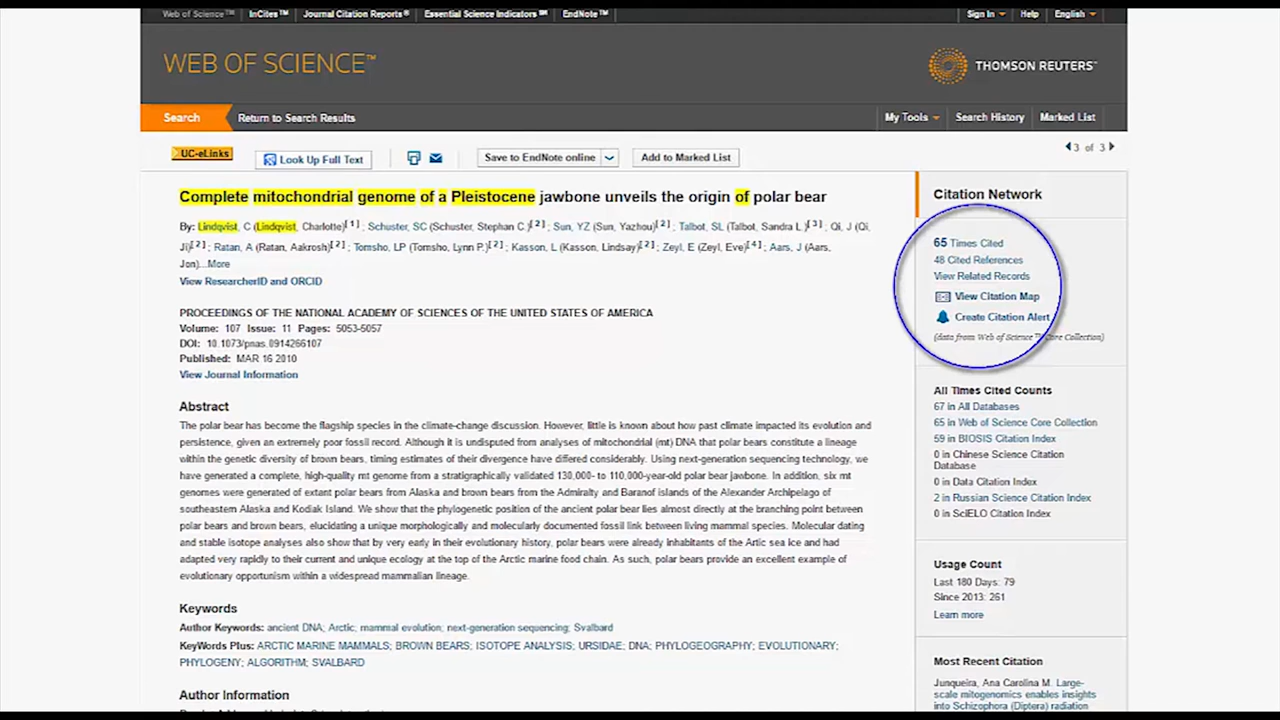 Web of Science™ InCites™ Journal Citation Reports® Essential Science Indicators℠ EndNote™ Sign In Help English
WEB OF SCIENCE™
THOMSON REUTERS™
Search Return to Search Results My Tools Search History Marked List
UC-eLinks Look Up Full Text Save to EndNote online Add to Marked List 3 of 3
Complete mitochondrial genome of a Pleistocene jawbone unveils the origin of polar bear
By: Lindqvist, C (Lindqvist, Charlotte)[1]; Schuster, SC (Schuster, Stephan C.)[2]; Sun, YZ (Sun, Yazhou)[2]; Talbot, SL (Talbot, Sandra L.)[3]; Qi, J (Qi,
Ji)[2]; Ratan, A (Ratan, Aakrosh)[2]; Tomsho, LP (Tomsho, Lynn P.)[2]; Kasson, L (Kasson, Lindsay)[2]; Zeyl, E (Zeyl, Eve)[4]; Aars, J (Aars,
Jon)...More
View ResearcherID and ORCID
PROCEEDINGS OF THE NATIONAL ACADEMY OF SCIENCES OF THE UNITED STATES OF AMERICA
Volume: 107 Issue: 11 Pages: 5053-5057
DOI: 10.1073/pnas.0914266107
Published: MAR 16 2010
View Journal Information
Abstract
The polar bear has become the flagship species in the climate-change discussion. However, little is known about how past climate impacted its evolution and
persistence, given an extremely poor fossil record. Although it is undisputed from analyses of mitochondrial (mt) DNA that polar bears constitute a lineage
within the genetic diversity of brown bears, timing estimates of their divergence have differed considerably. Using next-generation sequencing technology, we
have generated a complete, high-quality mt genome from a stratigraphically validated 130,000- to 110,000-year-old polar bear jawbone. In addition, six mt
genomes were generated of extant polar bears from Alaska and brown bears from the Admiralty and Baranof islands of the Alexander Archipelago of
southeastern Alaska and Kodiak Island. We show that the phylogenetic position of the ancient polar bear lies almost directly at the branching point between
polar bears and brown bears, elucidating a unique morphologically and molecularly documented fossil link between living mammal species. Molecular dating
and stable isotope analyses also show that by very early in their evolutionary history, polar bears were already inhabitants of the Artic sea ice and had
adapted very rapidly to their current and unique ecology at the top of the Arctic marine food chain. As such, polar bears provide an excellent example of
evolutionary opportunism within a widespread mammalian lineage.
Keywords
Author Keywords: ancient DNA; Arctic; mammal evolution; next-generation sequencing; Svalbard
KeyWords Plus: ARCTIC MARINE MAMMALS; BROWN BEARS; ISOTOPE ANALYSIS; URSIDAE; DNA; PHYLOGEOGRAPHY; EVOLUTIONARY;
PHYLOGENY; ALGORITHM; SVALBARD
Author Information
Citation Network
65 Times Cited
48 Cited References
View Related Records
View Citation Map
Create Citation Alert
(data from Web of Science™ Core Collection)
All Times Cited Counts
67 in All Databases
65 in Web of Science Core Collection
59 in BIOSIS Citation Index
0 in Chinese Science Citation
Database
0 in Data Citation Index
2 in Russian Science Citation Index
0 in SciELO Citation Index
Usage Count
Last 180 Days: 79
Since 2013: 261
Learn more
Most Recent Citation
Junqueira, Ana Carolina M. Large-
scale mitogenomics enables insights
into Schizophora (Diptera) radiation